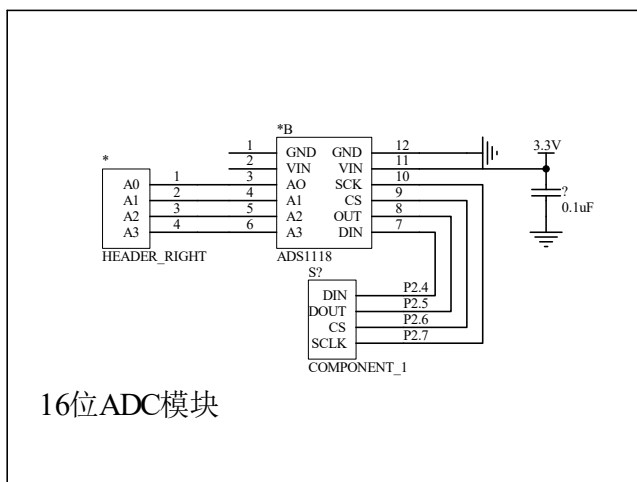 *B
1 GND GND 12
2 VIN VIN 11 3.3V
*
A0 1 3 AO SCK 10
A1 2 4 A1 CS 9 ?
A2 3 5 A2 OUT 8 0.1uF
A3 4 6 A3 DIN 7
HEADER_RIGHT ADS1118
S?
DIN P2.4
DOUT P2.5
CS P2.6
SCLK P2.7
COMPONENT_1
16位ADC模块